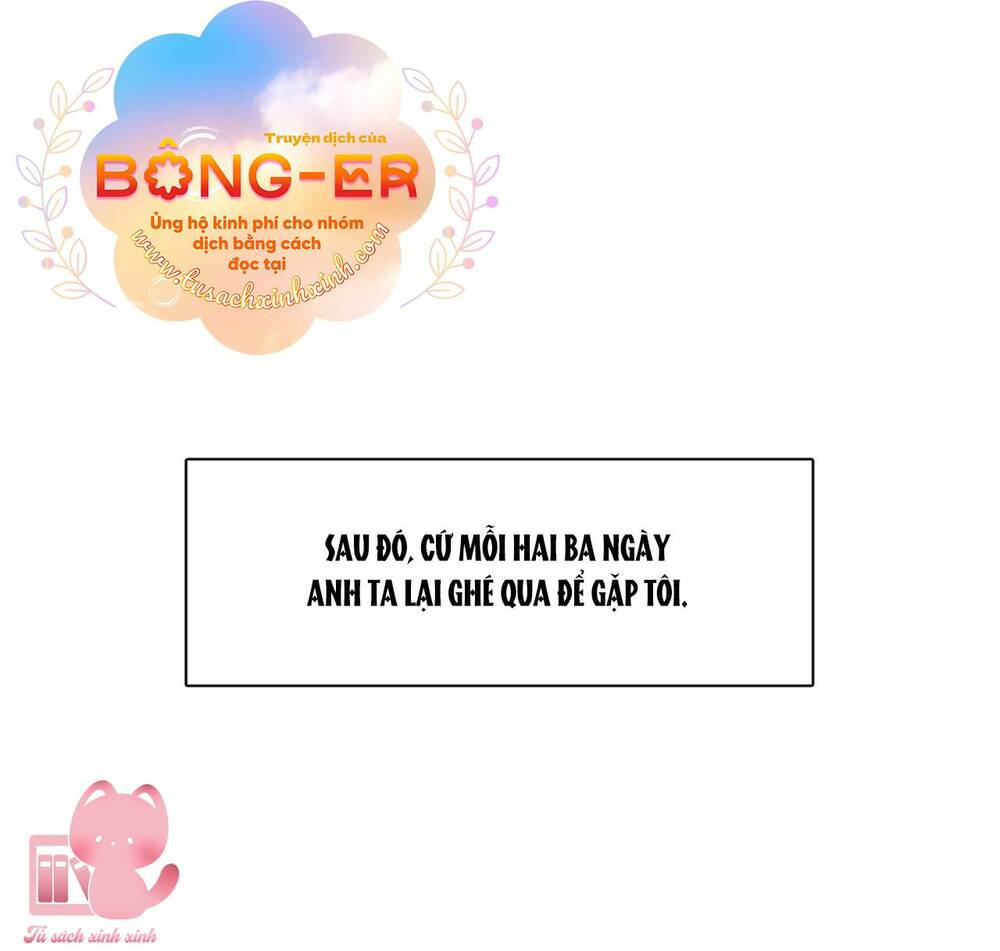 Truyện dịch của
BÔNG-ER
Ủng hộ kinh phí cho nhóm
dịch bằng cách
đọc tại
www.tusachxinhxinh.com
SAU ĐÓ, CỨ MỖI HAI BA NGÀY
ANH TA LẠI GHÉ QUA ĐỂ GẶP TÔI.
Tủ sách xinh xinh